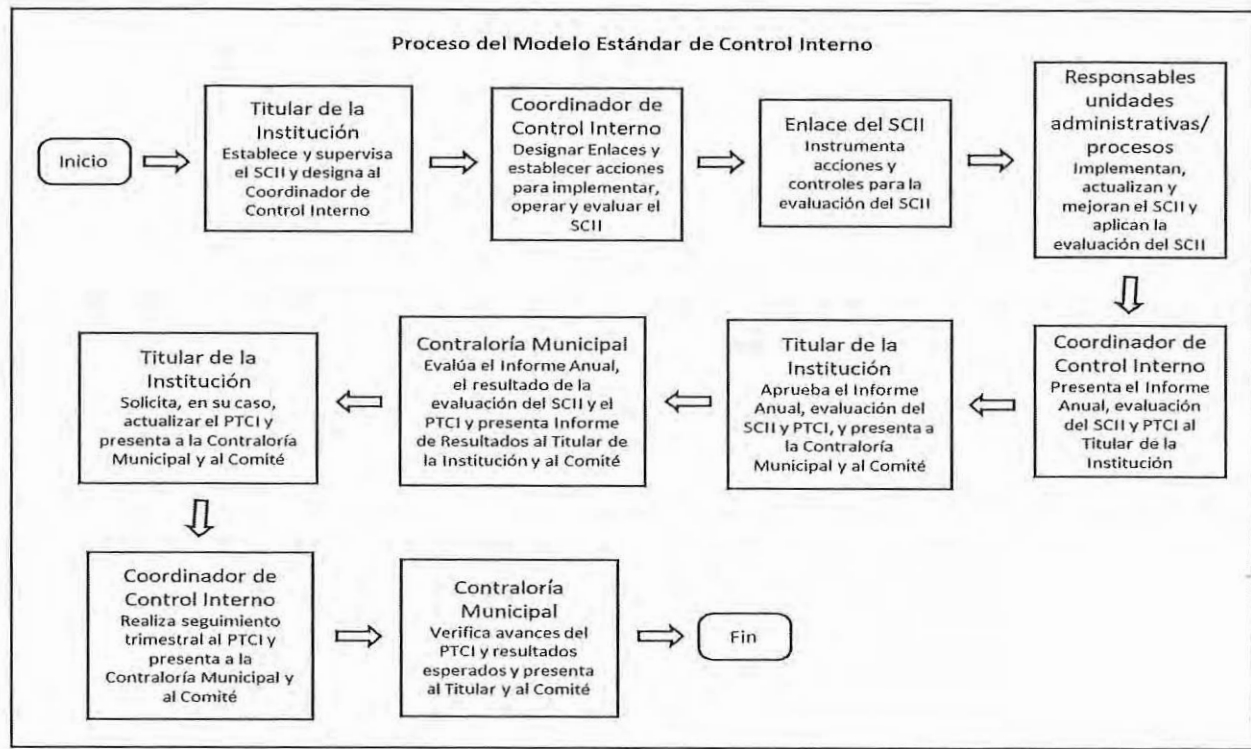 Proceso del Modelo Estándar de Control Interno
Inicio
Titular de la
Institución
Establece y supervisa
el SCII y designa al
Coordinador de
Control Interno
Coordinador de
Control Interno
Designar Enlaces y
establecer acciones
para implementar,
operar y evaluar el
SCII
Enlace del SCII
Instrumenta
acciones y
controles para la
evaluación del SCII
Responsables
unidades
administrativas/
procesos
Implementan,
actualizan y
mejoran el SCII y
aplican la
evaluación del SCII
Coordinador de
Control Interno
Presenta el Informe
Anual, evaluación
del SCII y PTCI al
Titular de la
Institución
Titular de la
Institución
Aprueba el Informe
Anual, evaluación del
SCII y PTCI, y presenta a
la Contraloría
Municipal y al Comité
Contraloría Municipal
Evalúa el Informe Anual,
el resultado de la
evaluación del SCII y el
PTCI y presenta Informe
de Resultados al Titular de
la Institución y al Comité
Titular de la
Institución
Solicita, en su caso,
actualizar el PTCI y
presenta a la Contraloría
Municipal y al Comité
Coordinador de
Control Interno
Realiza seguimiento
trimestral al PTCI y
presenta a la
Contraloría Municipal y
al Comité
Contraloría
Municipal
Verifica avances del
PTCI y resultados
esperados y presenta
al Titular y al Comité
Fin